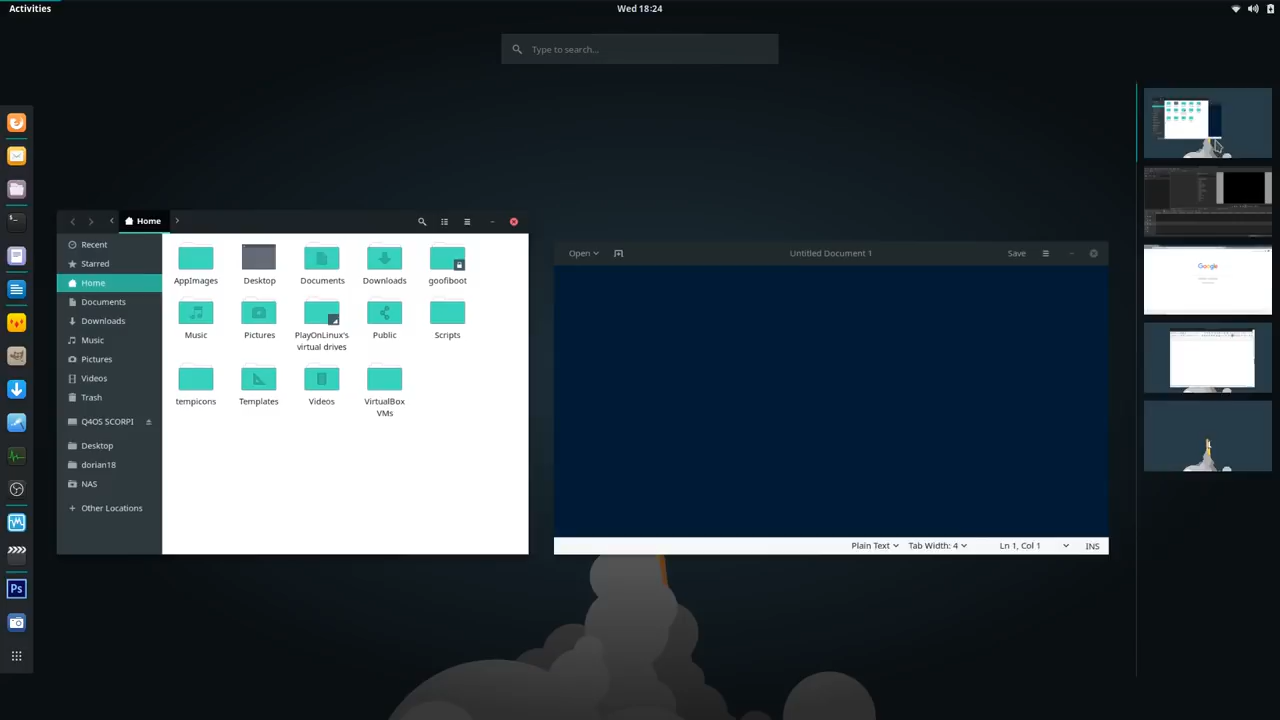 Activities
Wed 18:24
Type to search...
Home
Recent
Starred
Home
Documents
Downloads
Music
Pictures
Videos
Trash
Q4OS SCORPI
Desktop
dorian18
NAS
+ Other Locations
AppImages
Desktop
Documents
Downloads
goofiboot
Music
Pictures
PlayOnLinux's
virtual drives
Public
Scripts
tempicons
Templates
Videos
VirtualBox
VMs
Open
Untitled Document 1
Save
Plain Text
Tab Width: 4
Ln 1, Col 1
INS
Google
Ps